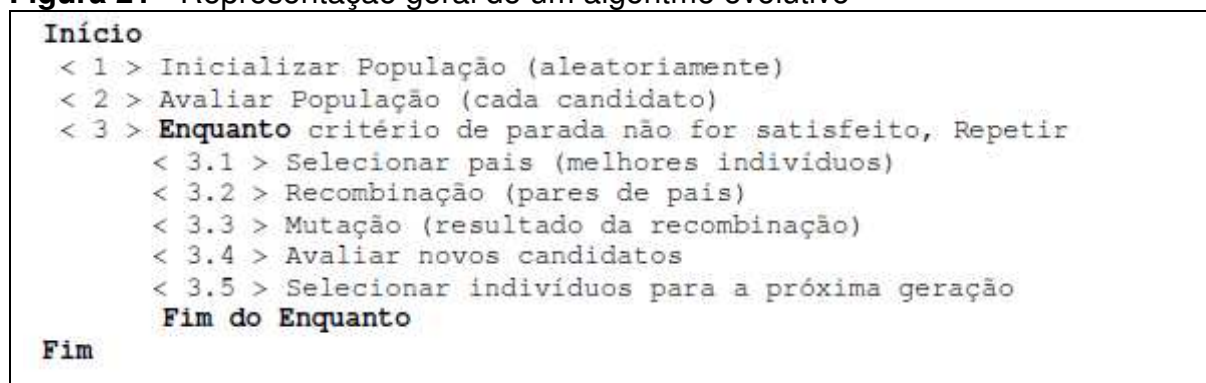 Figura 21 - Representação geral de um algoritmo evolutivo
Início
< 1 > Inicializar População (aleatoriamente)
< 2 > Avaliar População (cada candidato)
< 3 > Enquanto critério de parada não for satisfeito, Repetir
< 3.1 > Selecionar pais (melhores indivíduos)
< 3.2 > Recombinação (pares de pais)
< 3.3 > Mutação (resultado da recombinação)
< 3.4 > Avaliar novos candidatos
< 3.5 > Selecionar indivíduos para a próxima geração
Fim do Enquanto
Fim